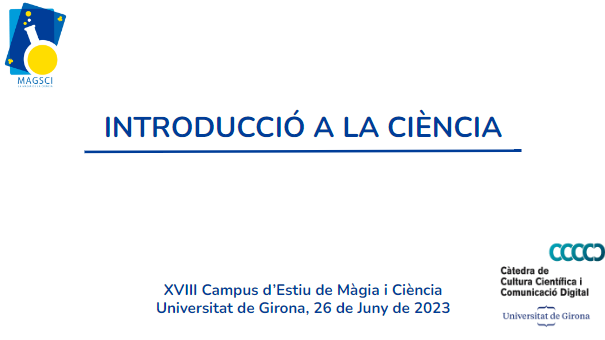 MAGSCI
INTRODUCCIÓ A LA CIÈNCIA
XVIII Campus d'Estiu de Màgia i Ciència
Universitat de Girona, 26 de Juny de 2023
Càtedra de
Cultura Científica i
Comunicació Digital
Universitat de Girona